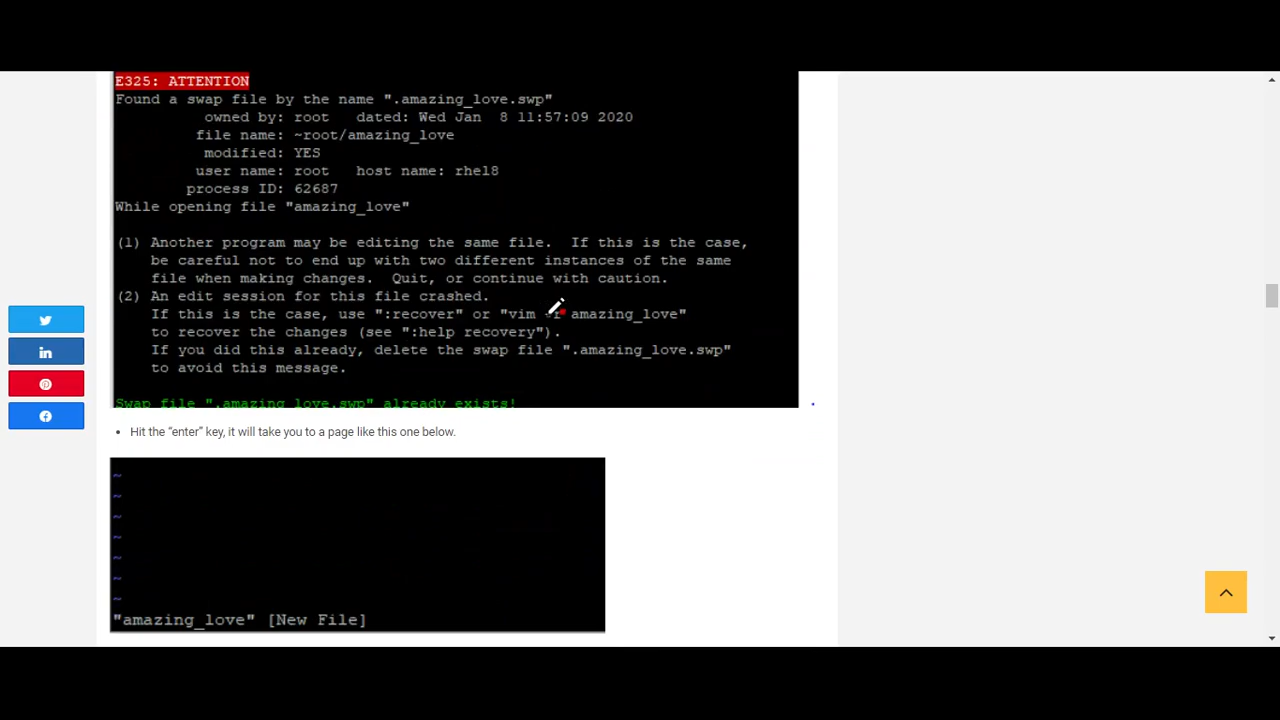 E325: ATTENTION
Found a swap file by the name ".amazing_love.swp"
owned by: root   dated: Wed Jan  8 11:57:09 2020
file name: ~root/amazing_love
modified: YES
user name: root   host name: rhel8
process ID: 62687
While opening file "amazing_love"
(1) Another program may be editing the same file.  If this is the case,
be careful not to end up with two different instances of the same
file when making changes.  Quit, or continue with caution.
(2) An edit session for this file crashed.
If this is the case, use ":recover" or "vim -r amazing_love"
to recover the changes (see ":help recovery").
If you did this already, delete the swap file ".amazing_love.swp"
to avoid this message.
Swap file ".amazing_love.swp" already exists!
• Hit the “enter” key, it will take you to a page like this one below.
~
~
~
~
~
~
~
"amazing_love" [New File]